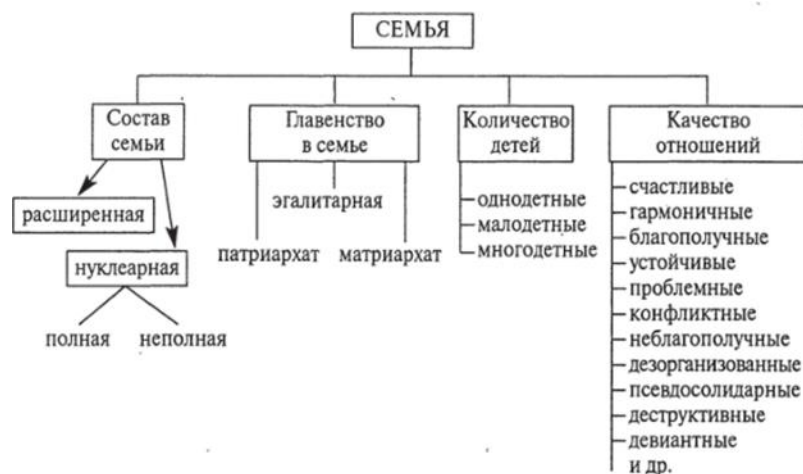 СЕМЬЯ
Состав
семьи
Главенство
в семье
Количество
детей
Качество
отношений
расширенная
нуклеарная
полная
неполная
эгалитарная
патриархат
матриархат
однодетные
малодетные
многодетные
счастливые
гармоничные
благополучные
устойчивые
проблемные
конфликтные
неблагополучные
дезорганизованные
псевдосолидарные
деструктивные
девиантные
и др.